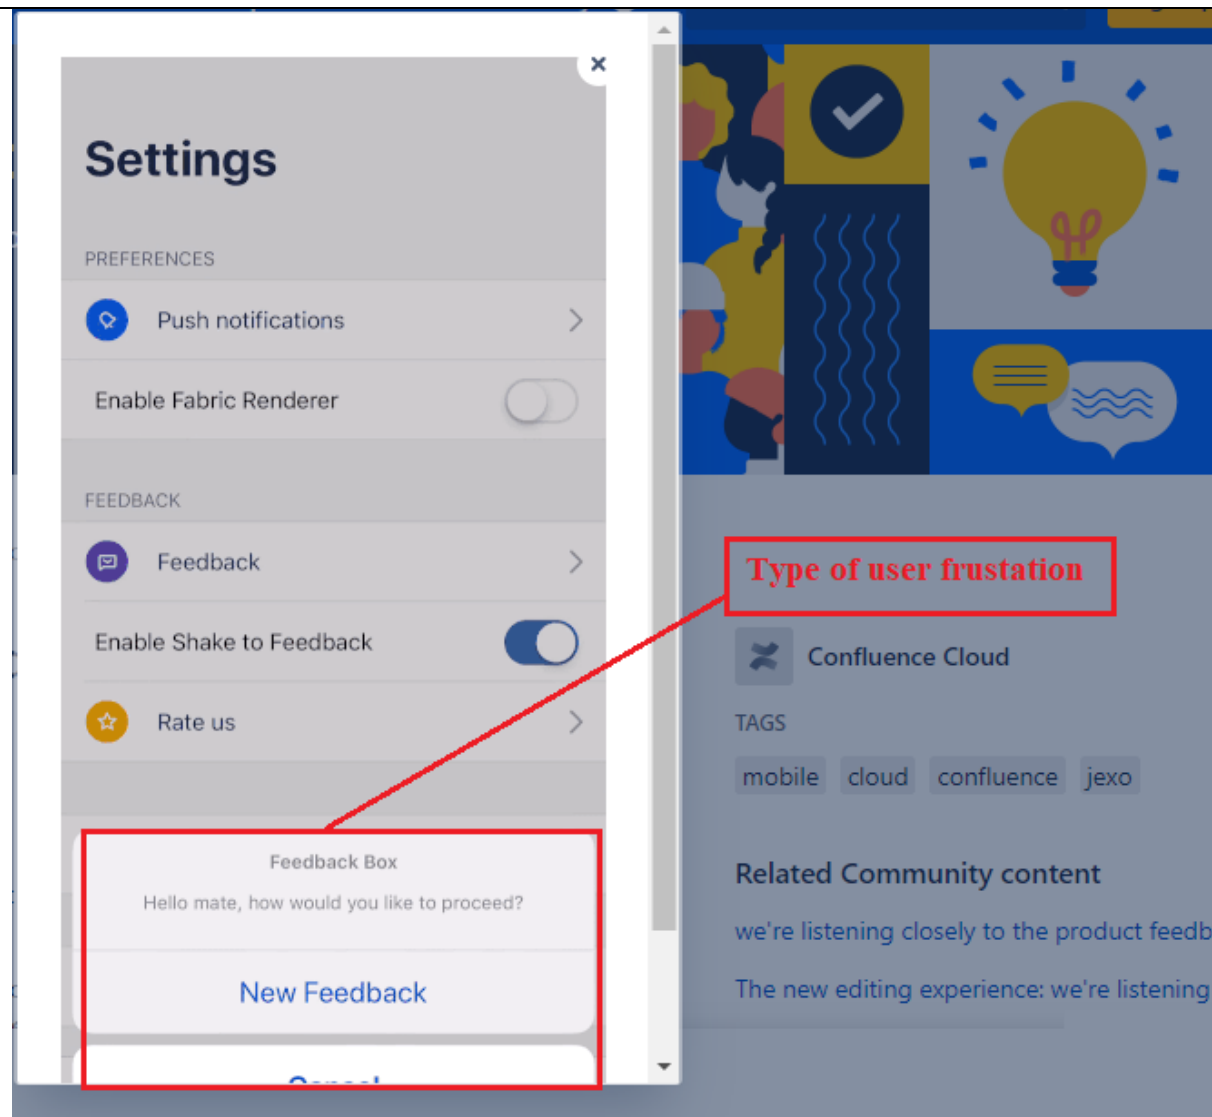 Settings
PREFERENCES
Push notifications
Enable Fabric Renderer
FEEDBACK
Feedback
Enable Shake to Feedback
Rate us
Feedback Box
Hello mate, how would you like to proceed?
New Feedback
Cancel
Type of user frustation
Confluence Cloud
TAGS
mobile cloud confluence jexo
Related Community content
we're listening closely to the product feedb
The new editing experience: we're listening